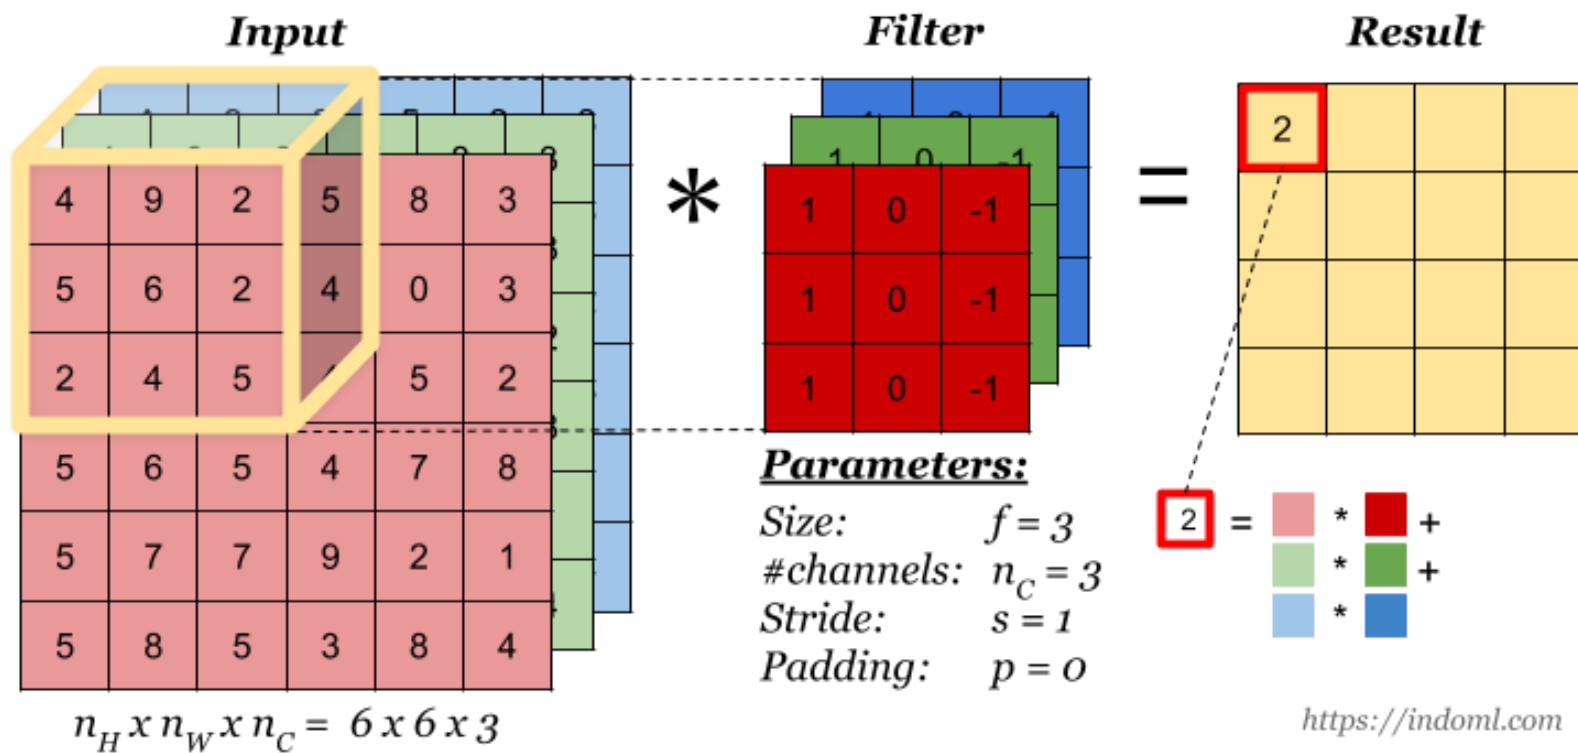 Input Filter Result
4 9 2 5 8 3
5 6 2 4 0 3
2 4 5 5 2
5 6 5 4 7 8
5 7 7 9 2 1
5 8 5 3 8 4
n_H x n_W x n_C = 6 x 6 x 3
*
1 0 -1
1 0 -1
1 0 -1
1 0 -1
Parameters:
Size: f = 3
#channels: n_C = 3
Stride: s = 1
Padding: p = 0
=
2
2 = * +
* +
*
https://indoml.com